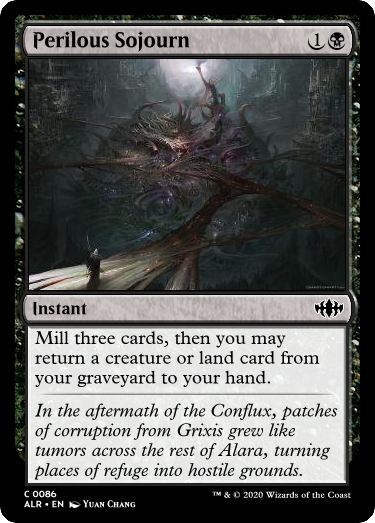 Perilous Sojourn 1
Instant
Mill three cards, then you may
return a creature or land card from
your graveyard to your hand.
In the aftermath of the Conflux, patches
of corruption from Grixis grew like
tumors across the rest of Alara, turning
places of refuge into hostile grounds.
C 0086
ALR • EN Yuan Chang
™ & © 2020 Wizards of the Coast